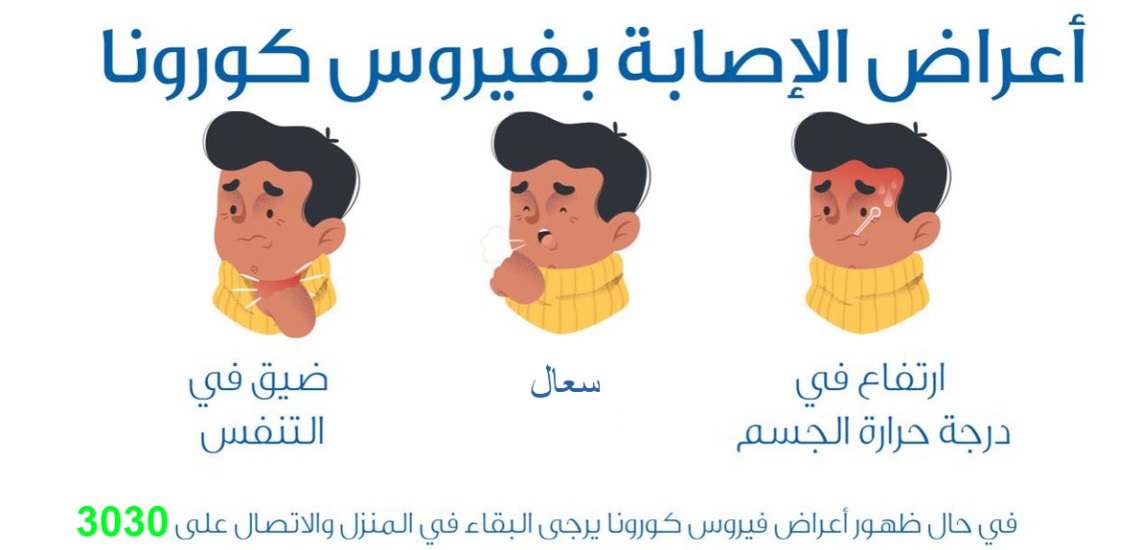 أعراض الإصابة بفيروس كورونا
ارتفاع في
درجة حرارة الجسم
سعال
ضيق في
التنفس
في حال ظهور أعراض فيروس كورونا يرجى البقاء في المنزل والاتصال على 3030